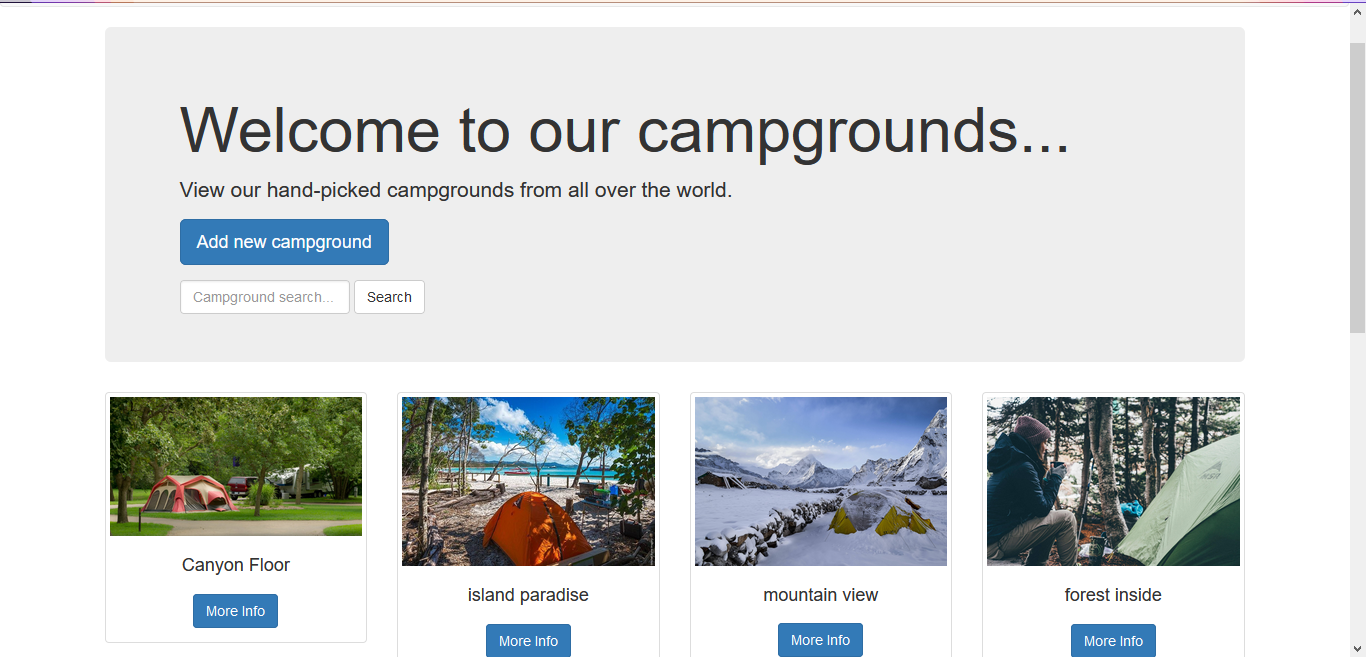 Welcome to our campgrounds...
View our hand-picked campgrounds from all over the world.
Add new campground
Campground search... Search
Canyon Floor
island paradise
mountain view
forest inside
More Info
More Info
More Info
More Info